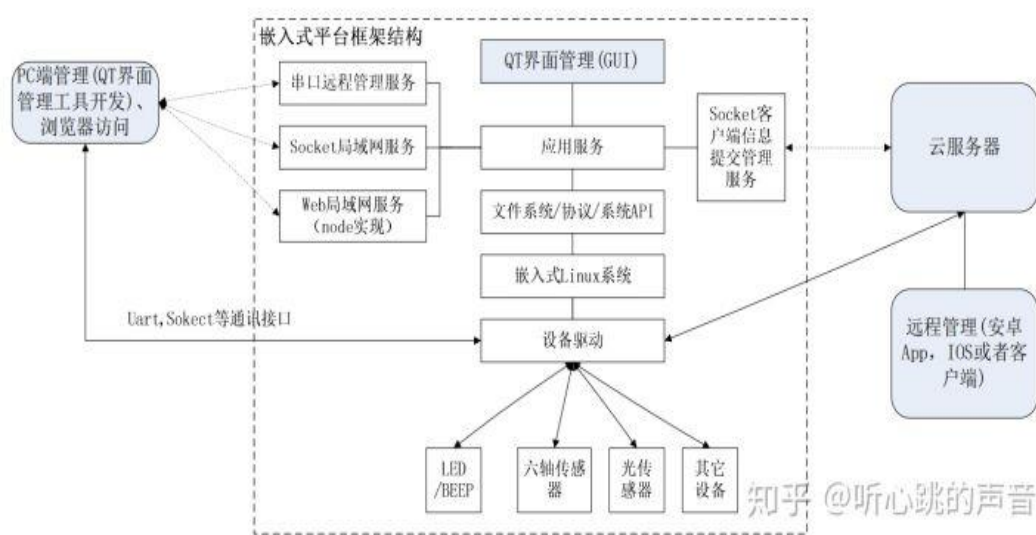 嵌入式平台框架结构
PC端管理(QT界面
管理工具开发)、
浏览器访问
串口远程管理服务
Socket局域网服务
Web局域网服务
（node实现）
QT界面管理(GUI)
应用服务
文件系统/协议/系统API
嵌入式Linux系统
设备驱动
Socket客
户端信息
提交管理
服务
云服务器
远程管理(安卓
App, IOS或者客
户端)
Uart,Sokect等通讯接口
LED
/BEEP
六轴传感
器
光传
感器
其它
设备
知乎 @听心跳的声音